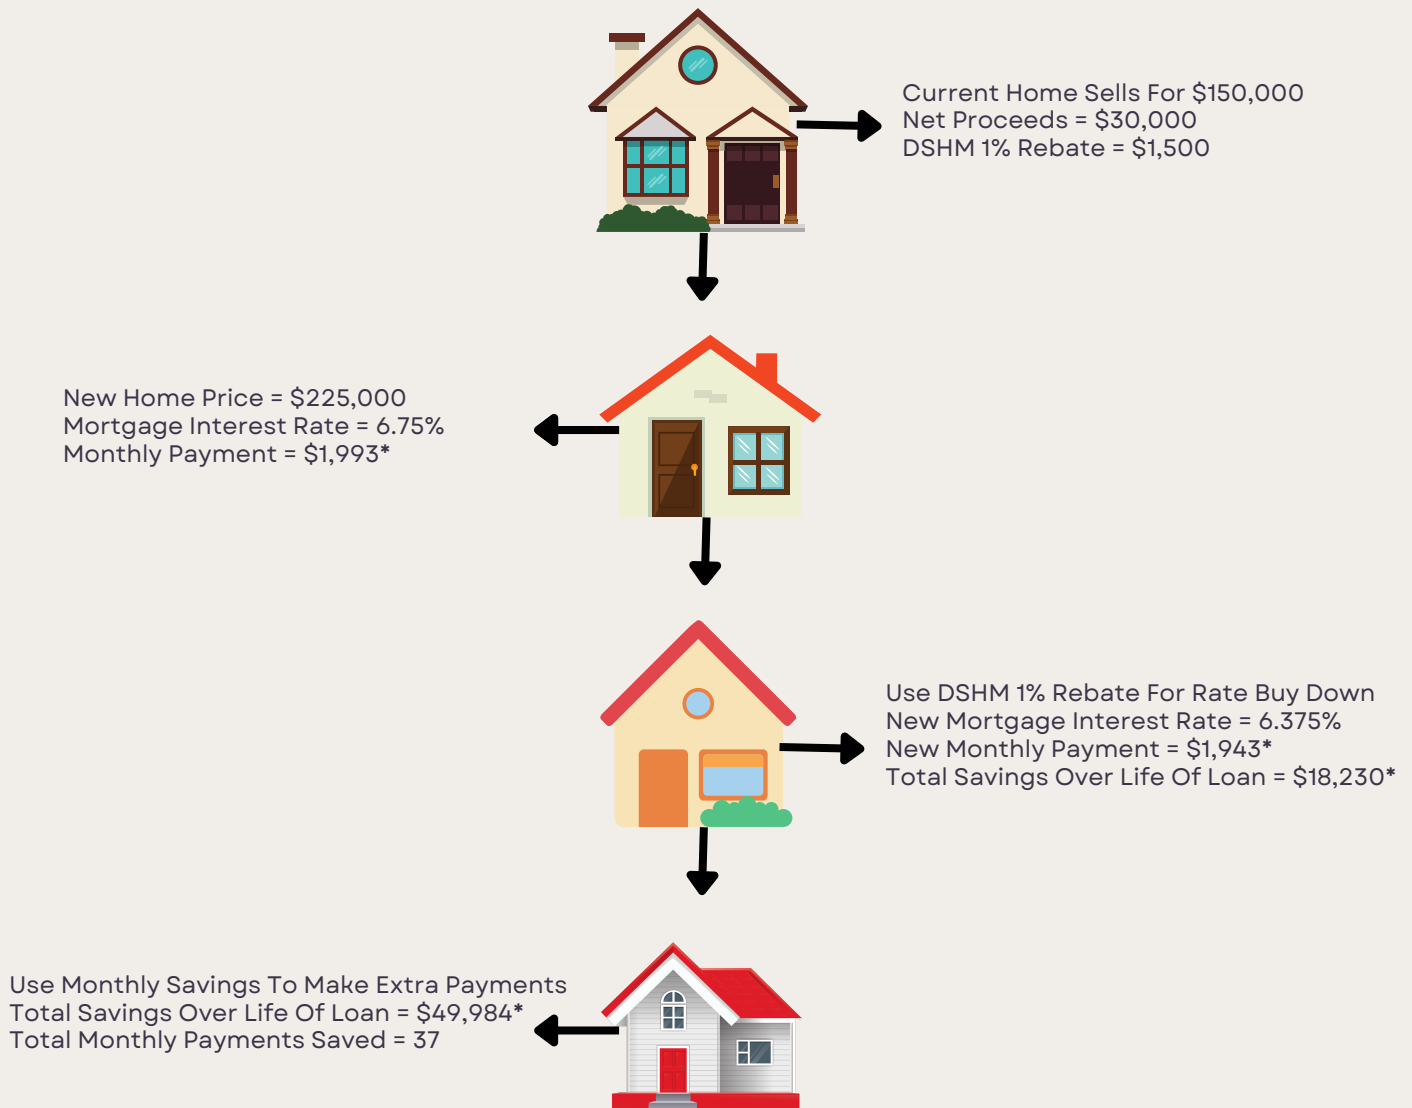 Current Home Sells For $150,000
Net Proceeds = $30,000
DSHM 1% Rebate = $1,500
New Home Price = $225,000
Mortgage Interest Rate = 6.75%
Monthly Payment = $1,993*
Use DSHM 1% Rebate For Rate Buy Down
New Mortgage Interest Rate = 6.375%
New Monthly Payment = $1,943*
Total Savings Over Life Of Loan = $18,230*
Use Monthly Savings To Make Extra Payments
Total Savings Over Life Of Loan = $49,984*
Total Monthly Payments Saved = 37